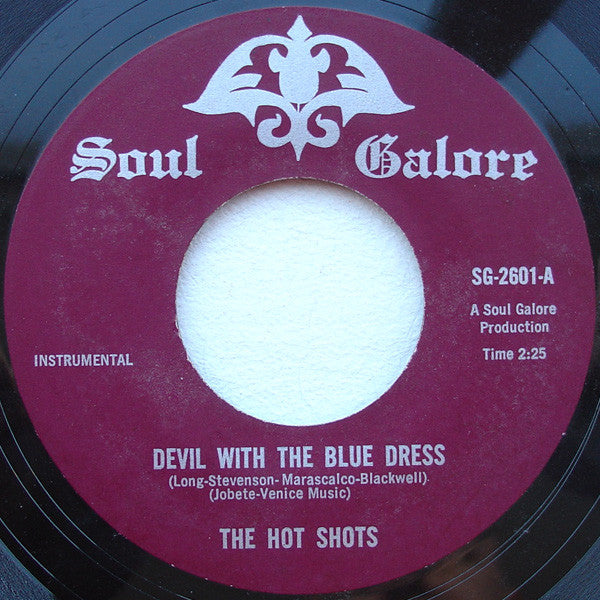 Soul Galore
SG-2601-A
A Soul Galore
Production
Time 2:25
INSTRUMENTAL
DEVIL WITH THE BLUE DRESS
(Long-Stevenson-Marascalco-Blackwell)
(Jobete-Venice Music)
THE HOT SHOTS